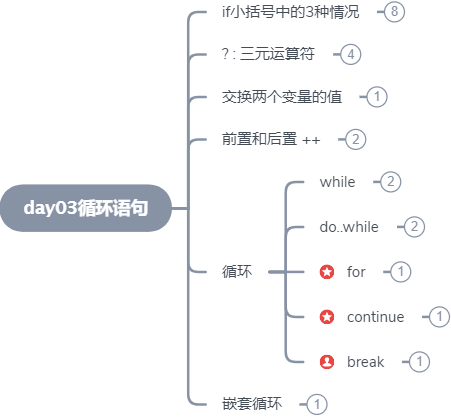 if小括号中的3种情况 8
? : 三元运算符 4
交换两个变量的值 1
前置和后置 ++ 2
day03循环语句
循环
while 2
do..while 2
for 1
continue 1
break 1
嵌套循环 1